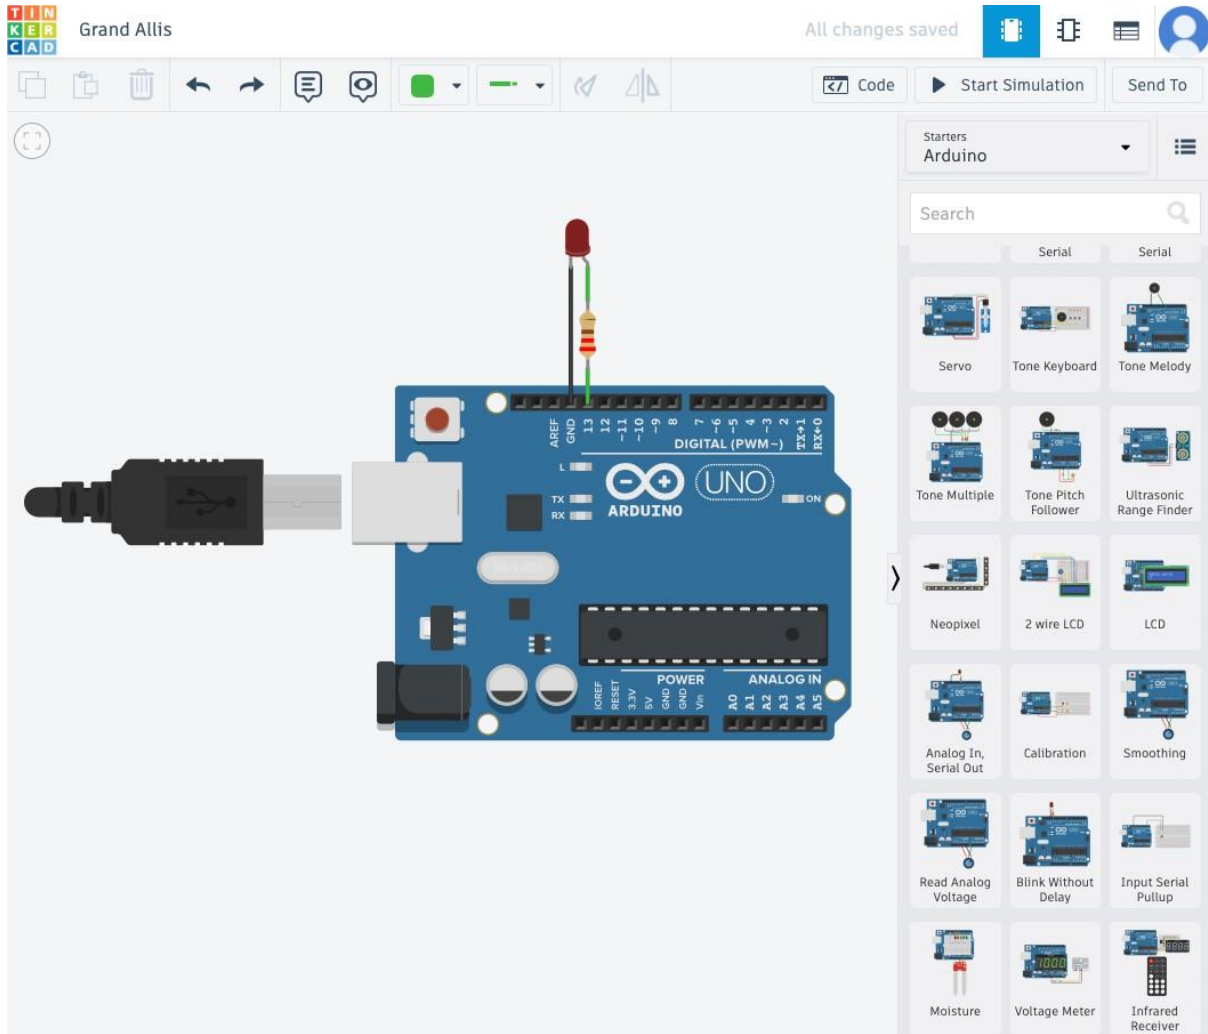 TIN
KER
CAD
Grand Allis
All changes saved
Code
Start Simulation
Send To
Starters
Arduino
Search
Serial
Serial
Servo
Tone Keyboard
Tone Melody
Tone Multiple
Tone Pitch
Follower
Ultrasonic
Range Finder
Neopixel
2 wire LCD
LCD
Analog In,
Serial Out
Calibration
Smoothing
Read Analog
Voltage
Blink Without
Delay
Input Serial
Pullup
Moisture
Voltage Meter
Infrared
Receiver
AREF
GND
13
12
~11
~10
~9
8
7
~6
~5
4
~3
2
TX→1
RX←0
DIGITAL (PWM~)
L
TX
RX
UNO
ON
ARDUINO
POWER
ANALOG IN
IOREF
RESET
3.3V
5V
GND
GND
Vin
A0
A1
A2
A3
A4
A5